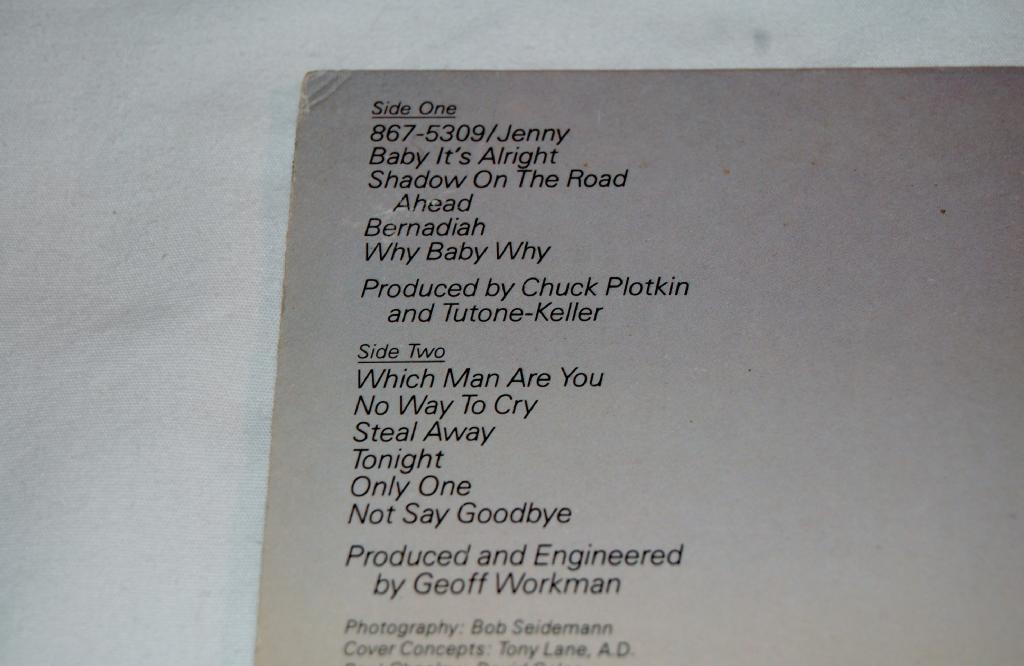 Side One
867-5309/Jenny
Baby It's Alright
Shadow On The Road
Ahead
Bernadiah
Why Baby Why
Produced by Chuck Plotkin
and Tutone-Keller
Side Two
Which Man Are You
No Way To Cry
Steal Away
Tonight
Only One
Not Say Goodbye
Produced and Engineered
by Geoff Workman
Photography: Bob Seidemann
Cover Concepts: Tony Lane, A.D.